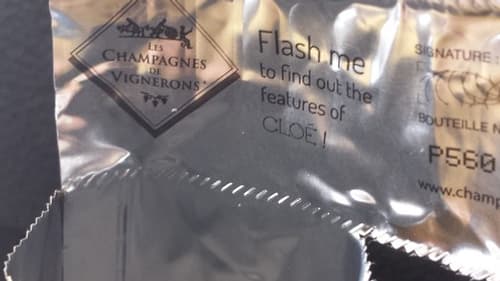 LES
CHAMPAGNES
DE
VIGNERONS
Flash me
to find out the
features of
CLOÉ !
SIGNATURE :
BOUTEILLE
P560
www.champ